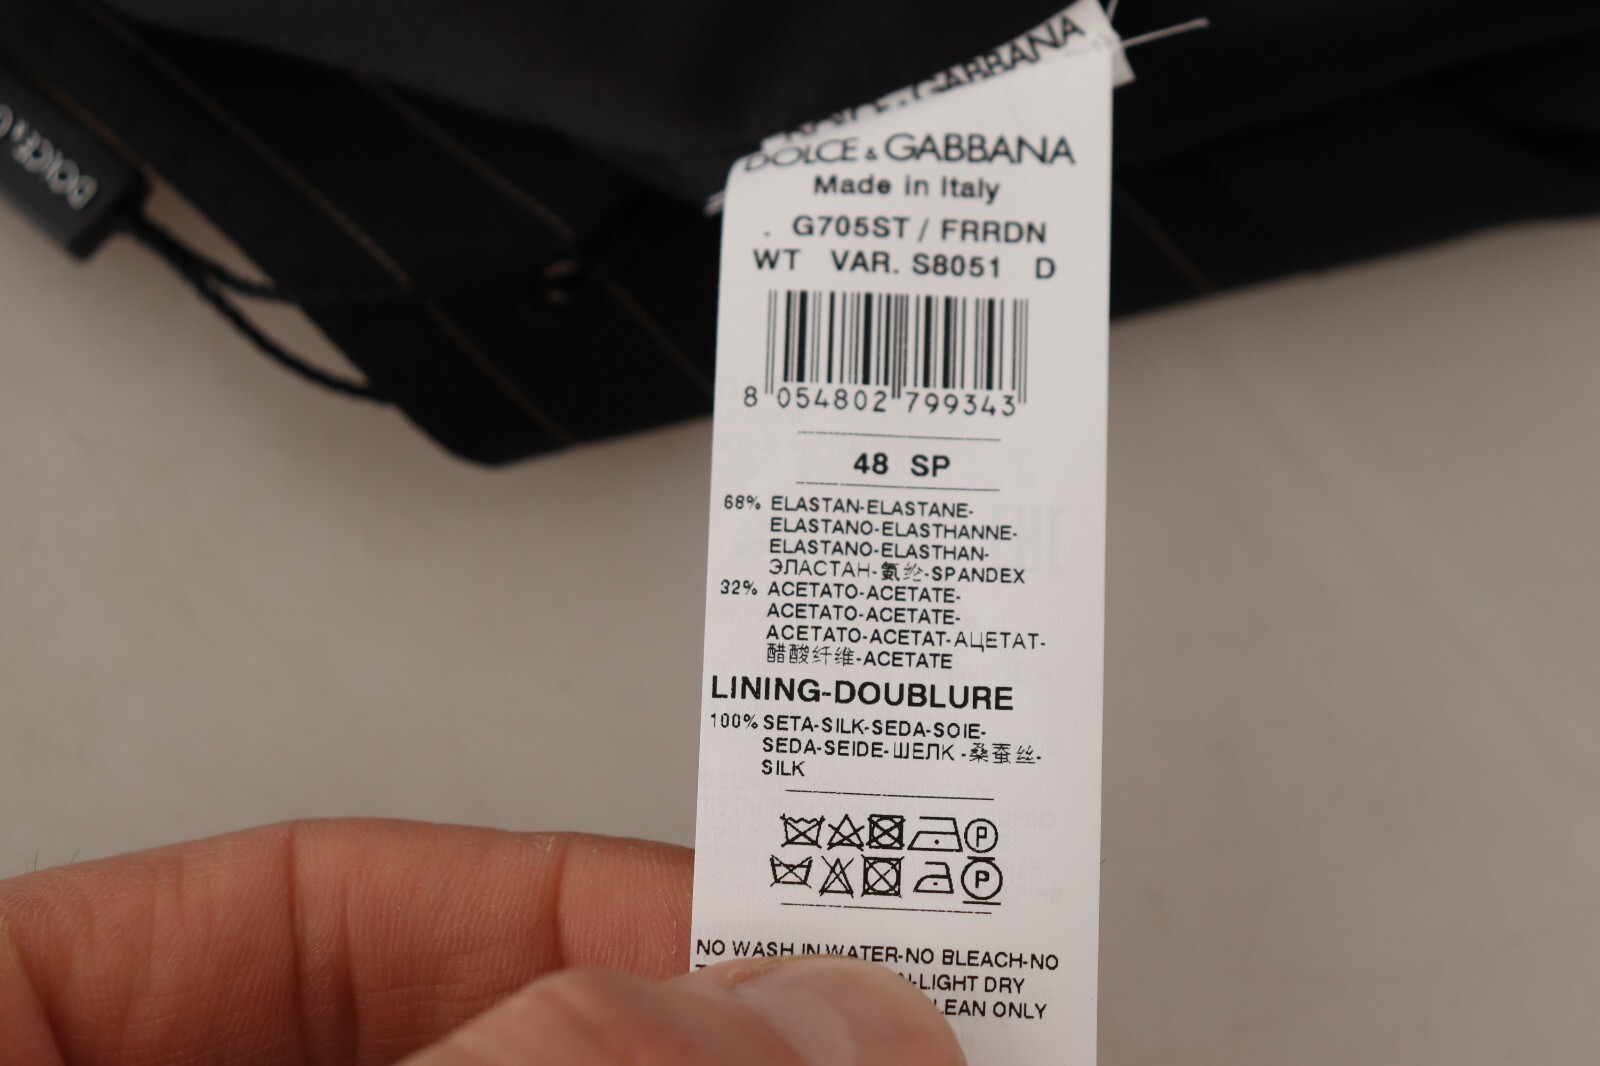 DOLCE &
GABBANA
DOLCE & GABBANA
Made in Italy
. G705ST / FRRDN
WT VAR. S8051 D
8 054802 799343
48 SP
68% ELASTAN-ELASTANE-
ELASTANO-ELASTHANNE-
ELASTANO-ELASTHAN-
ЭЛАСТАН-氨纶-SPANDEX
32% ACETATO-ACETATE-
ACETATO-ACETATE-
ACETATO-ACETAT-АЦЕТАТ-
醋酸纤维-ACETATE
LINING-DOUBLURE
100% SETA-SILK-SEDA-SOIE-
SEDA-SEIDE-ШЕЛК -桑蚕丝-
SILK
P
P
NO WASH IN WATER-NO BLEACH-NO
-LIGHT DRY
LEAN ONLY